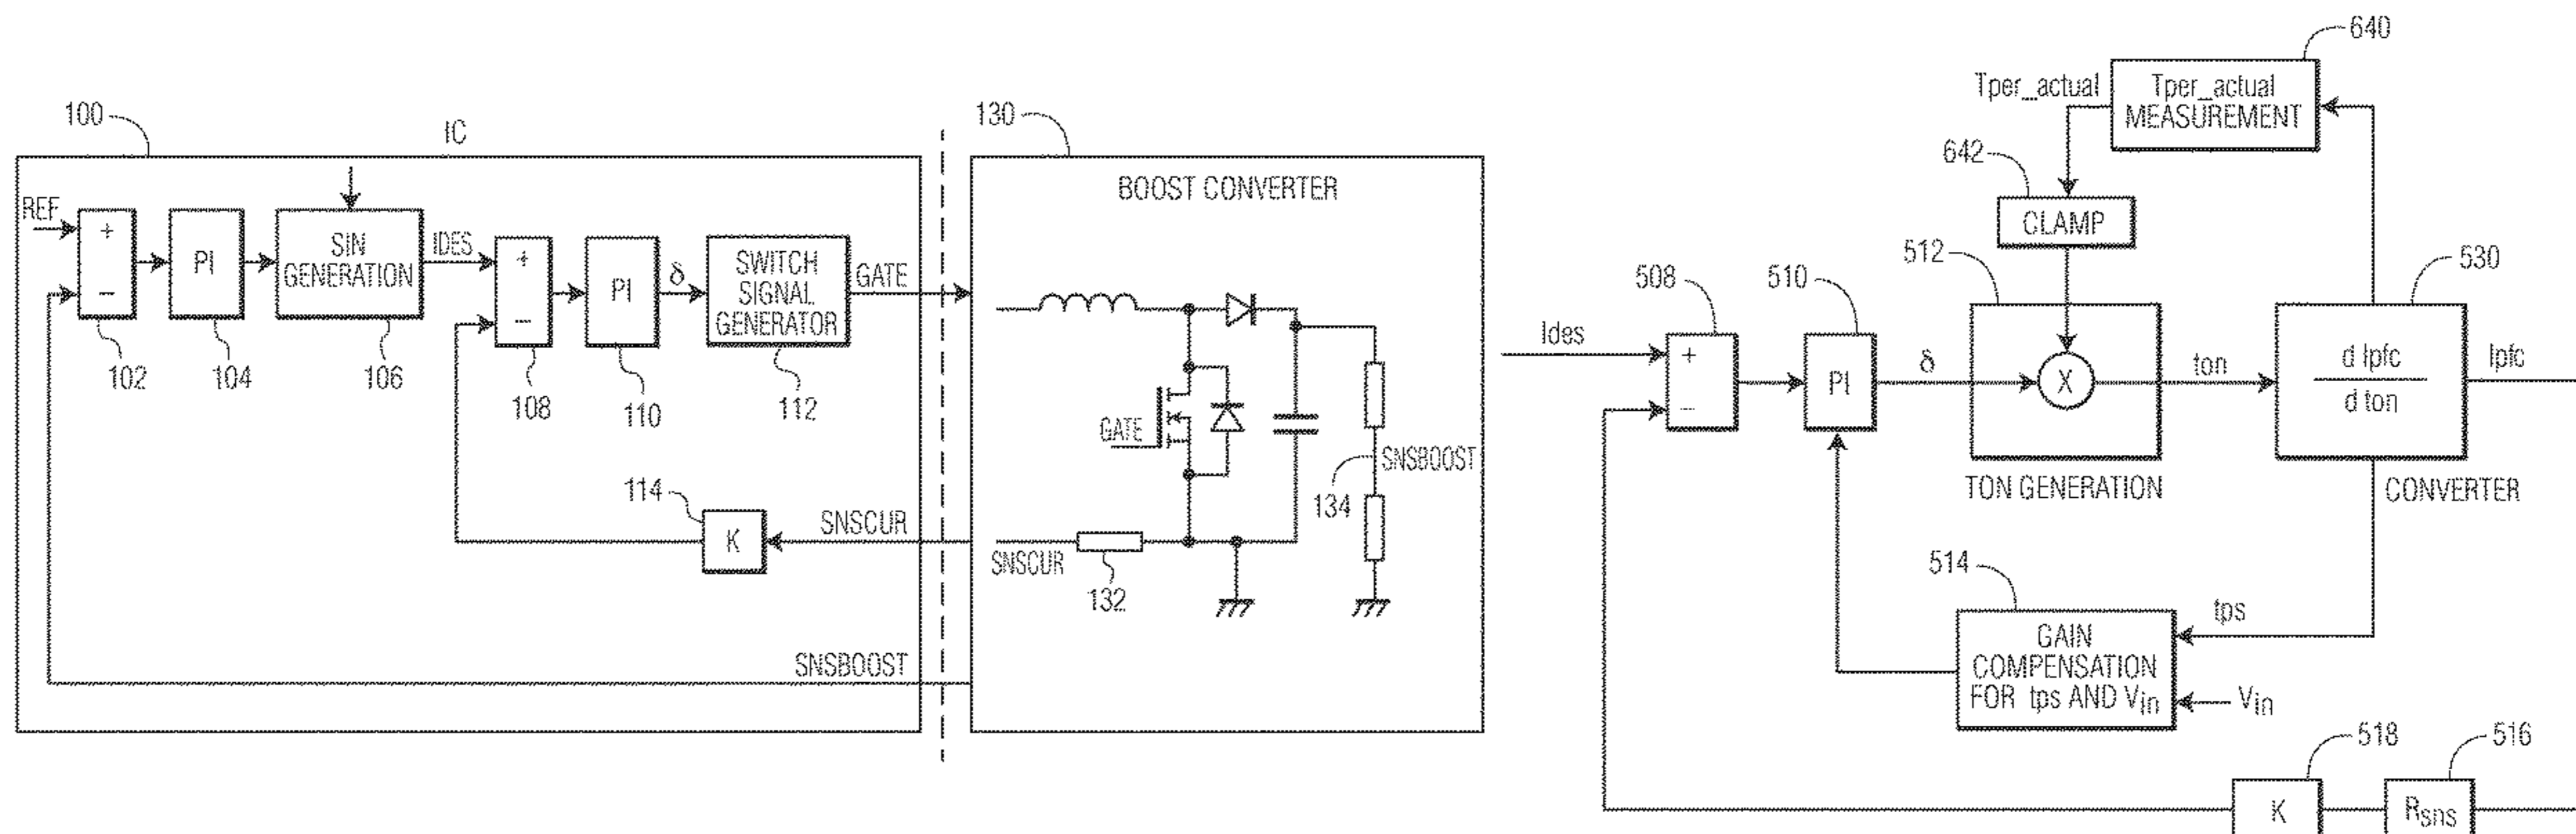 100
IC
REF
+
−
102
PI
104
SIN
GENERATION
106
IDES
+
−
108
PI
110
δ
SWITCH
SIGNAL
GENERATOR
112
GATE
114
K
SNSCUR
SNSBOOST
130
BOOST CONVERTER
GATE
SNSCUR
132
134
SNSBOOST
640
Tper_actual
Tper_actual
MEASUREMENT
642
CLAMP
Ides
508
+
−
510
PI
δ
512
X
TON GENERATION
ton
530
d Ipfc
d ton
CONVERTER
Ipfc
514
GAIN
COMPENSATION
FOR tps AND Vin
tps
Vin
518
K
516
Rsns